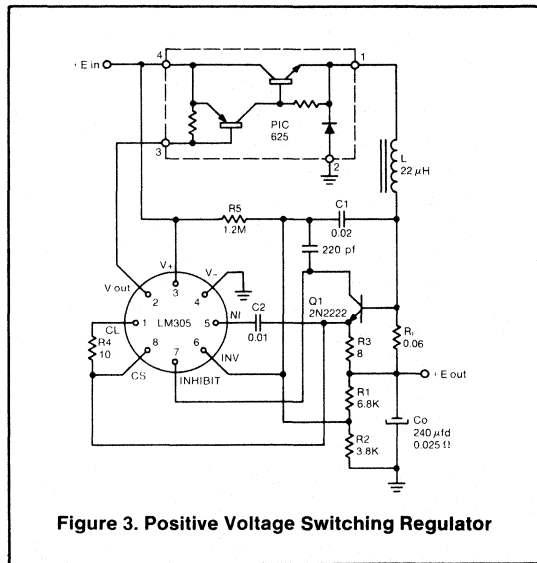 4
1
+ E in
PIC
625
3
2
L
22 µH
R5
1.2M
C1
0.02
220 pf
V+
V–
V out
3
2
4
CL
1
LM305
5
NI
C2
0.01
Q1
2N2222
R4
10
8
7
6
INV
CS
INHIBIT
R3
8
Ri
0.06
+ E out
R1
6.8K
R2
3.8K
Co
240 µfd
0.025 Ω
Figure 3. Positive Voltage Switching Regulator